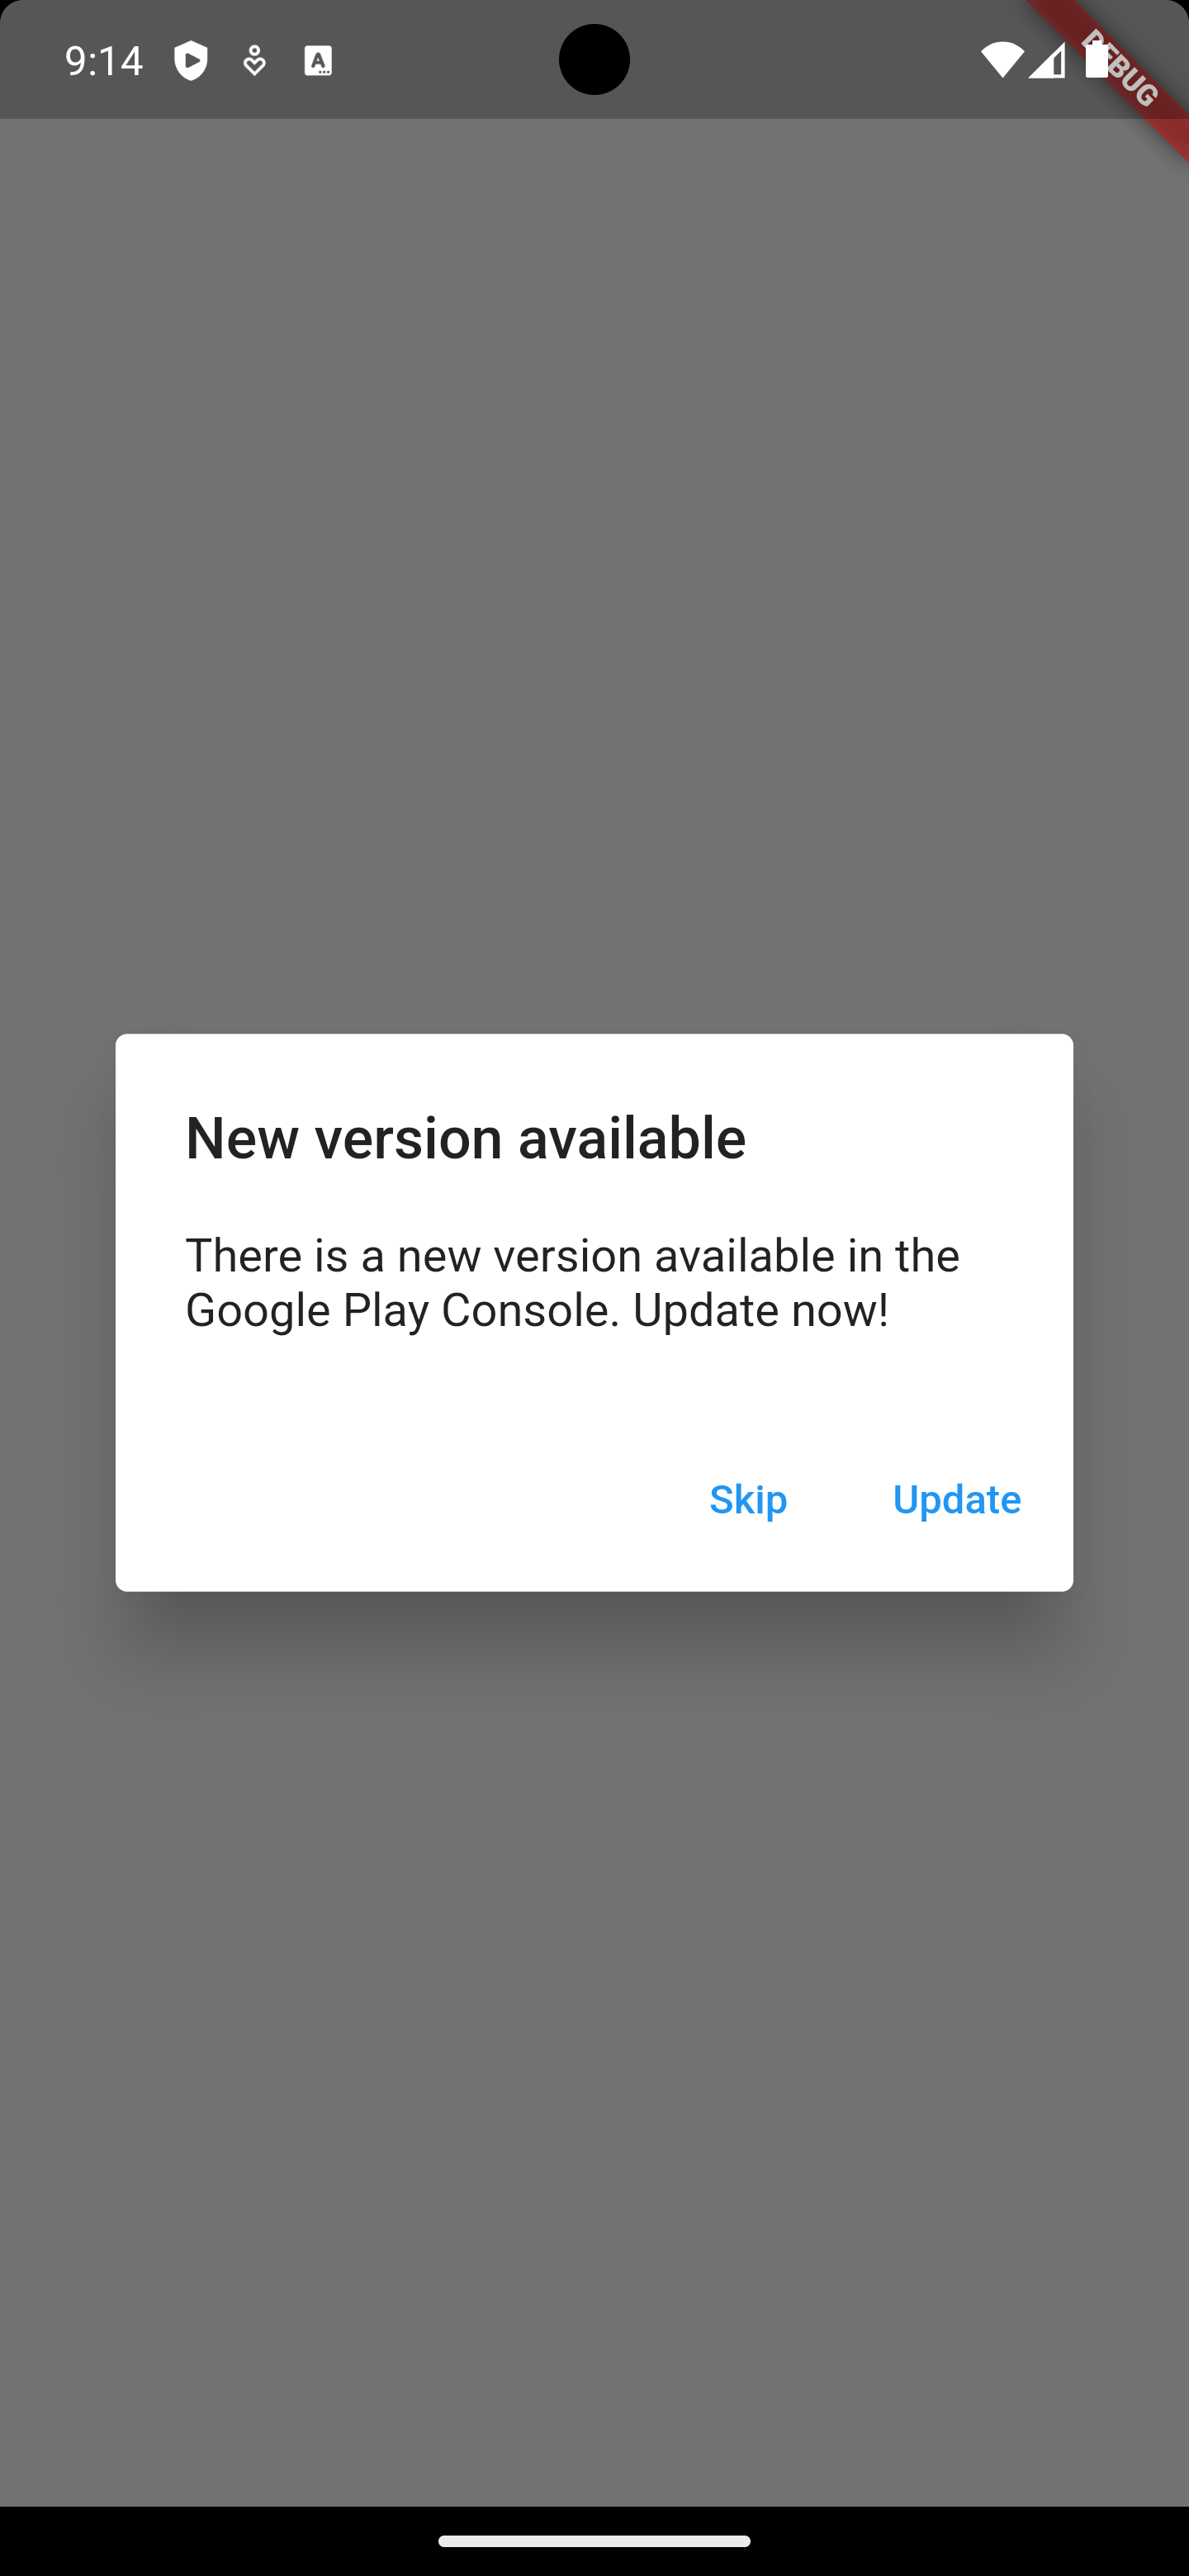 9:14
DEBUG
New version available
There is a new version available in the
Google Play Console. Update now!
Skip Update